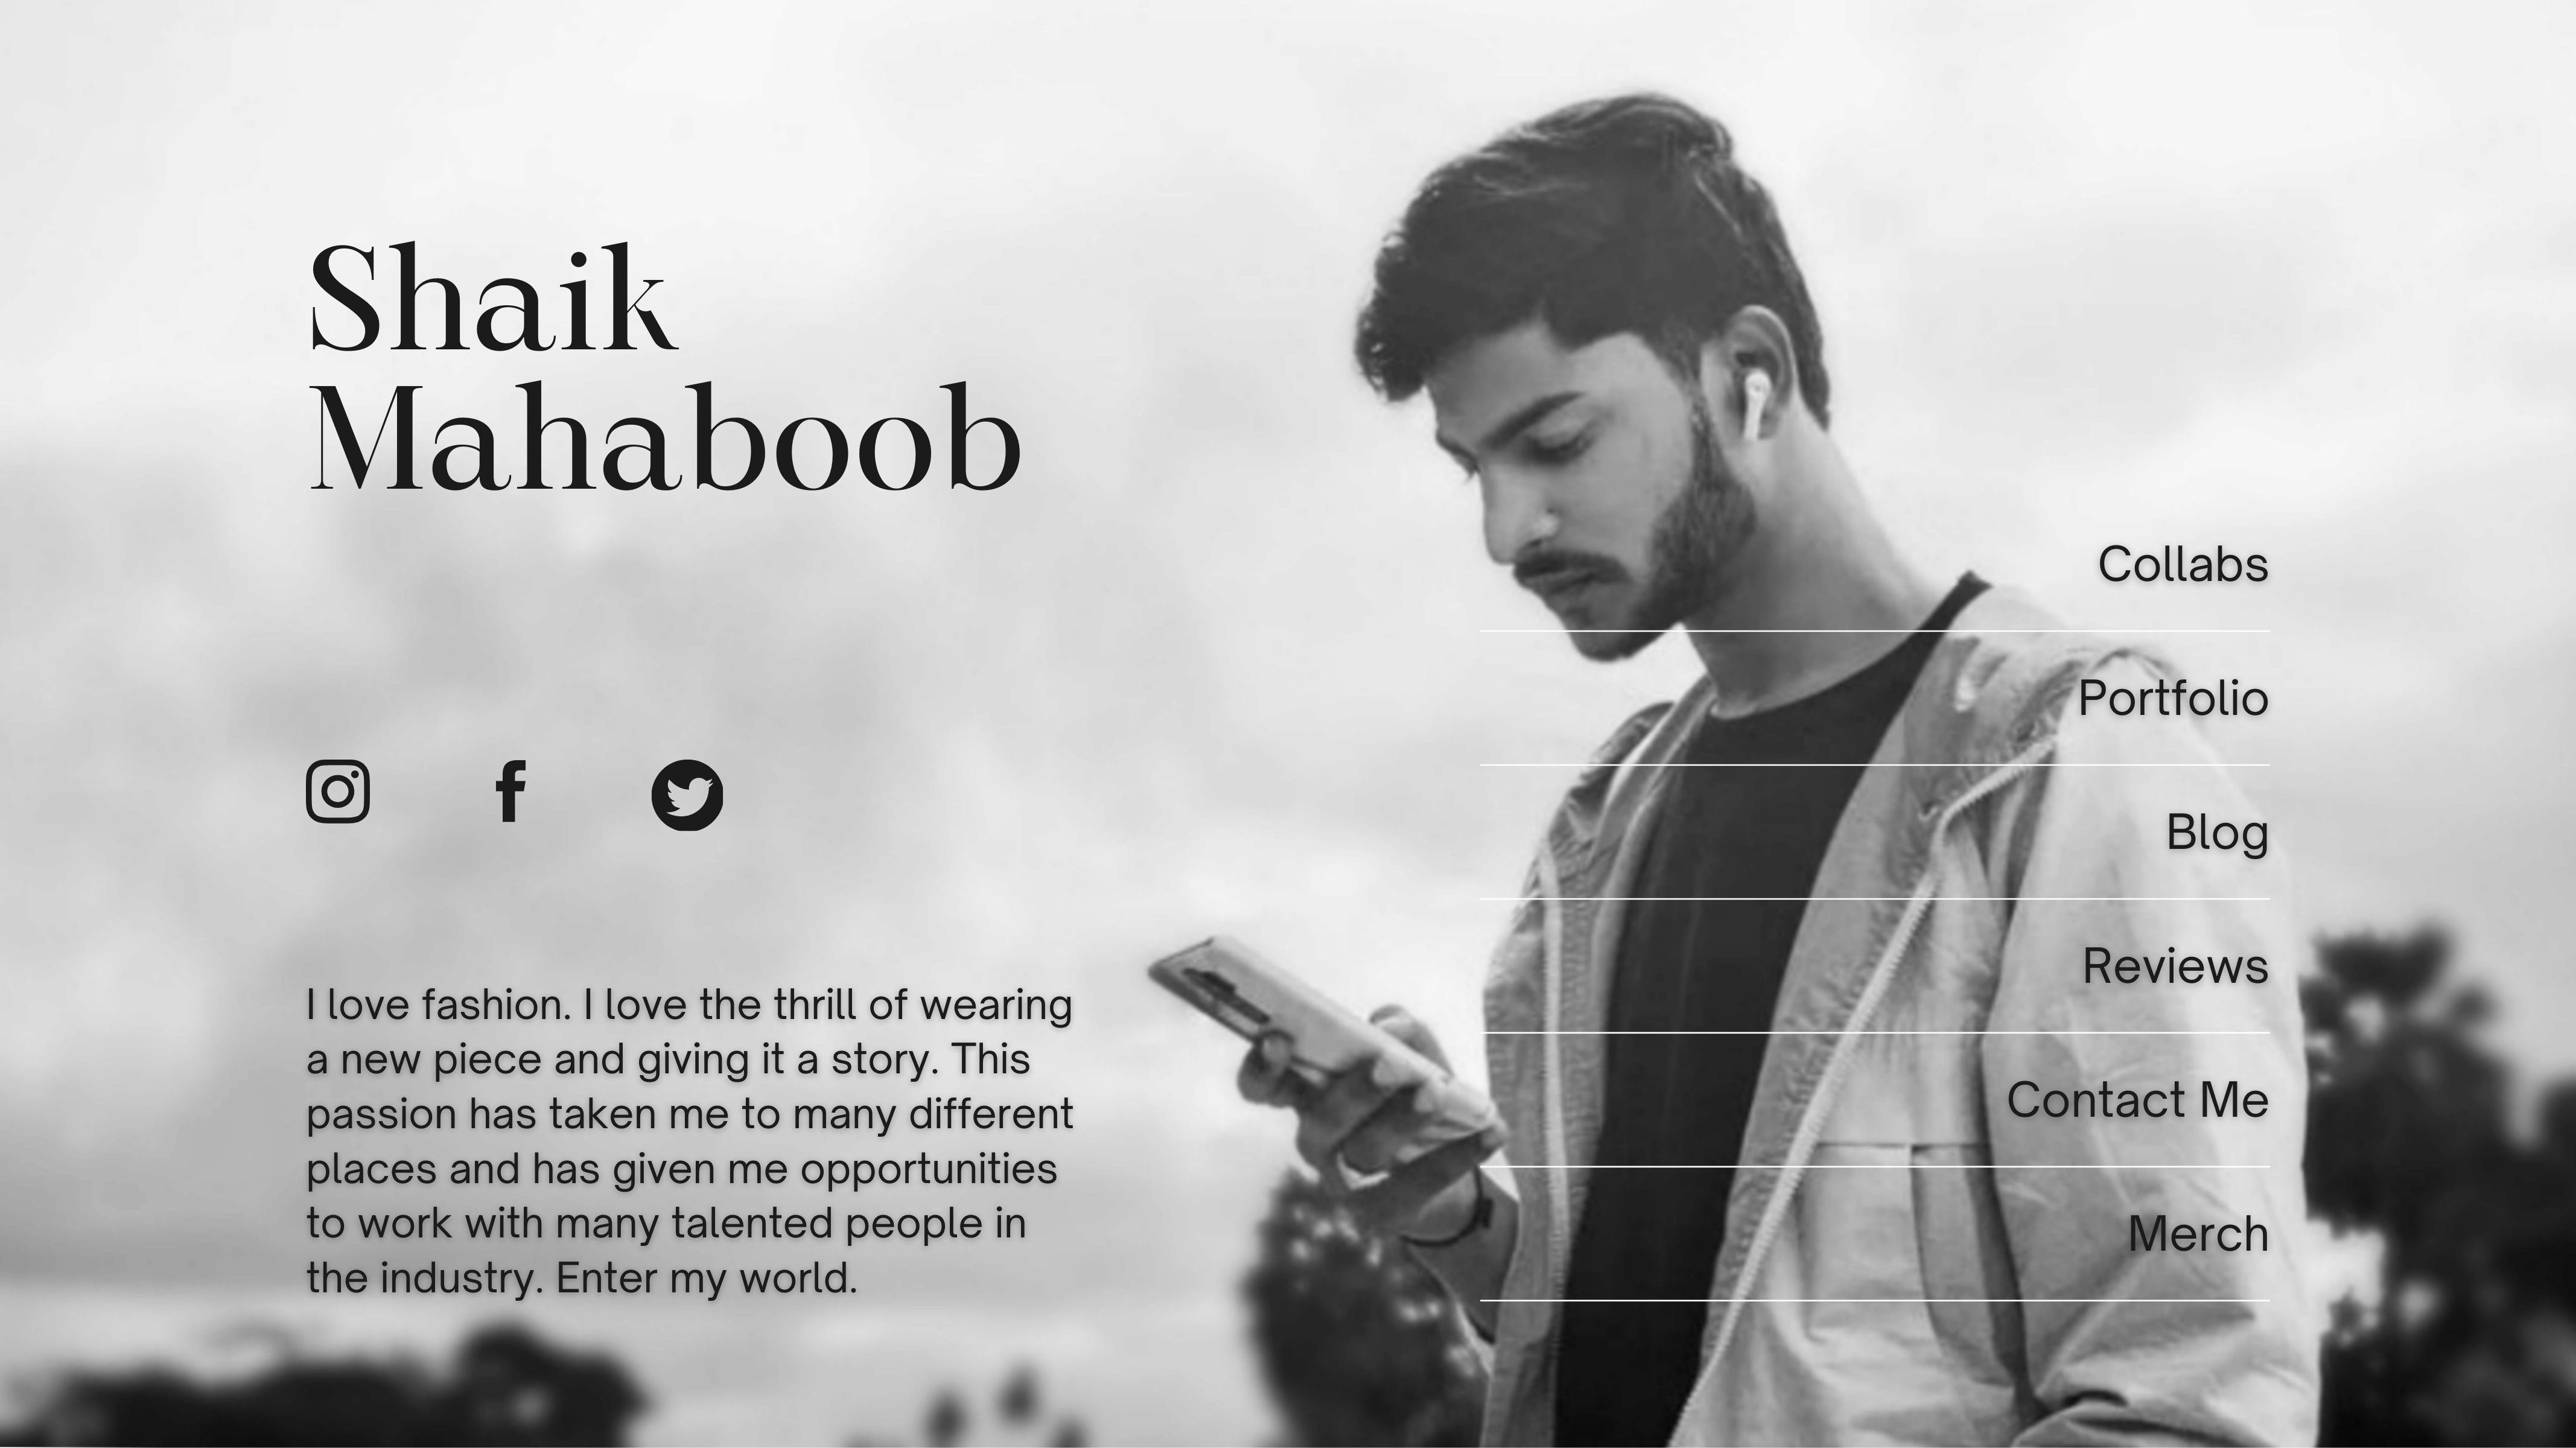 Shaik
Mahaboob
I love fashion. I love the thrill of wearing
a new piece and giving it a story. This
passion has taken me to many different
places and has given me opportunities
to work with many talented people in
the industry. Enter my world.
Collabs
Portfolio
Blog
Reviews
Contact Me
Merch